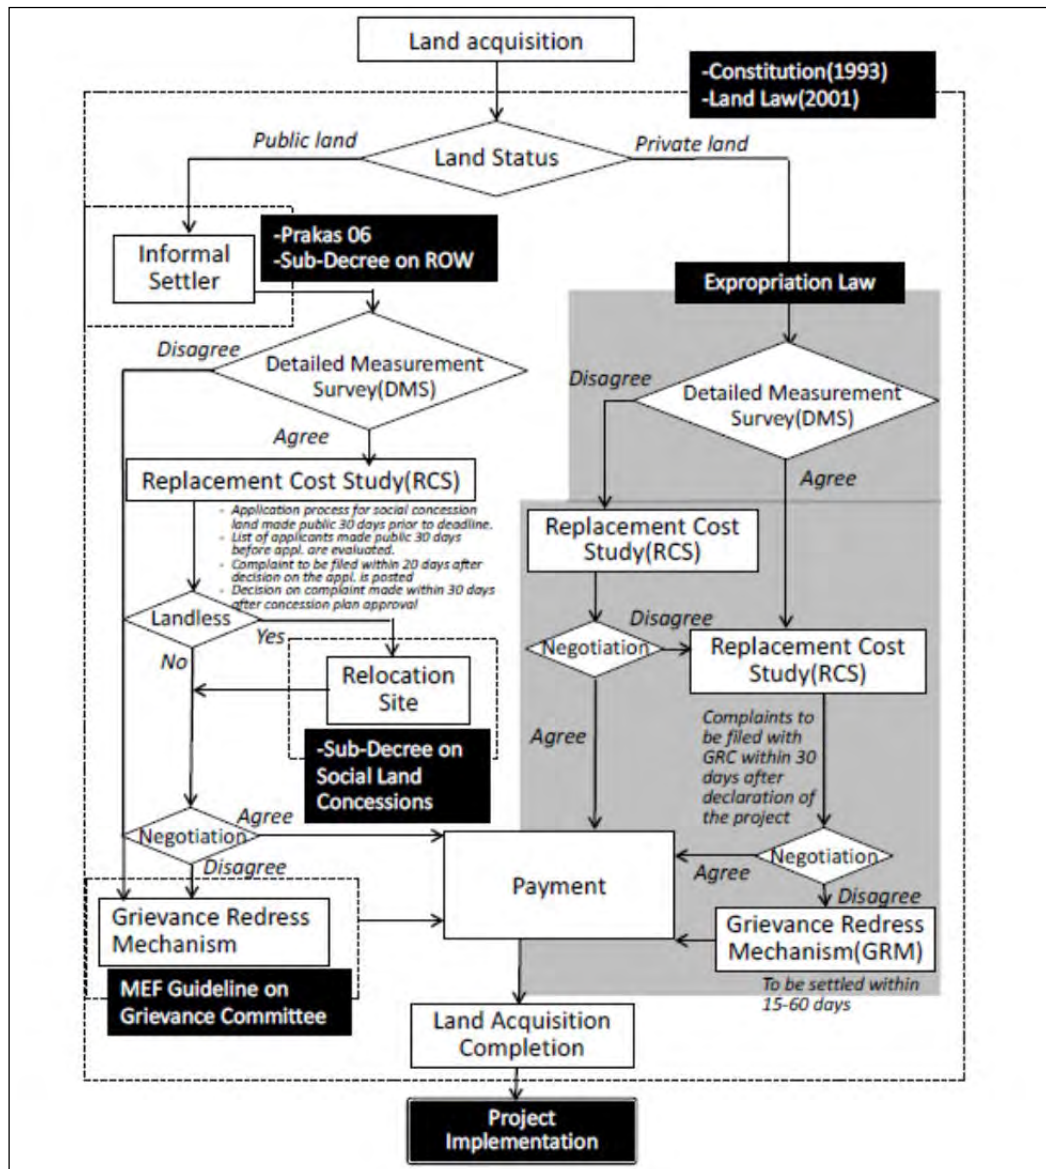 Land acquisition
-Constitution(1993)
-Land Law(2001)
Public land
Land Status
Private land
Informal
Settler
-Prakas 06
-Sub-Decree on ROW
Expropriation Law
Disagree
Detailed Measurement
Survey(DMS)
Disagree
Detailed Measurement
Survey(DMS)
Agree
Agree
Replacement Cost Study(RCS)
- Application process for social concession
land made public 30 days prior to deadline.
- List of applicants made public 30 days
before appl. are evaluated.
- Complaint to be filed within 20 days after
decision on the appl. is posted
- Decision on complaint made within 30 days
after concession plan approval
Replacement Cost
Study(RCS)
Landless
Yes
No
Disagree
Negotiation
Replacement Cost
Study(RCS)
Relocation
Site
-Sub-Decree on
Social Land
Concessions
Agree
Complaints to
be filed with
GRC within 30
days after
declaration of
the project
Negotiation
Agree
Disagree
Payment
Negotiation
Agree
Disagree
Grievance Redress
Mechanism
MEF Guideline on
Grievance Committee
Grievance Redress
Mechanism(GRM)
To be settled within
15-60 days
Land Acquisition
Completion
Project
Implementation